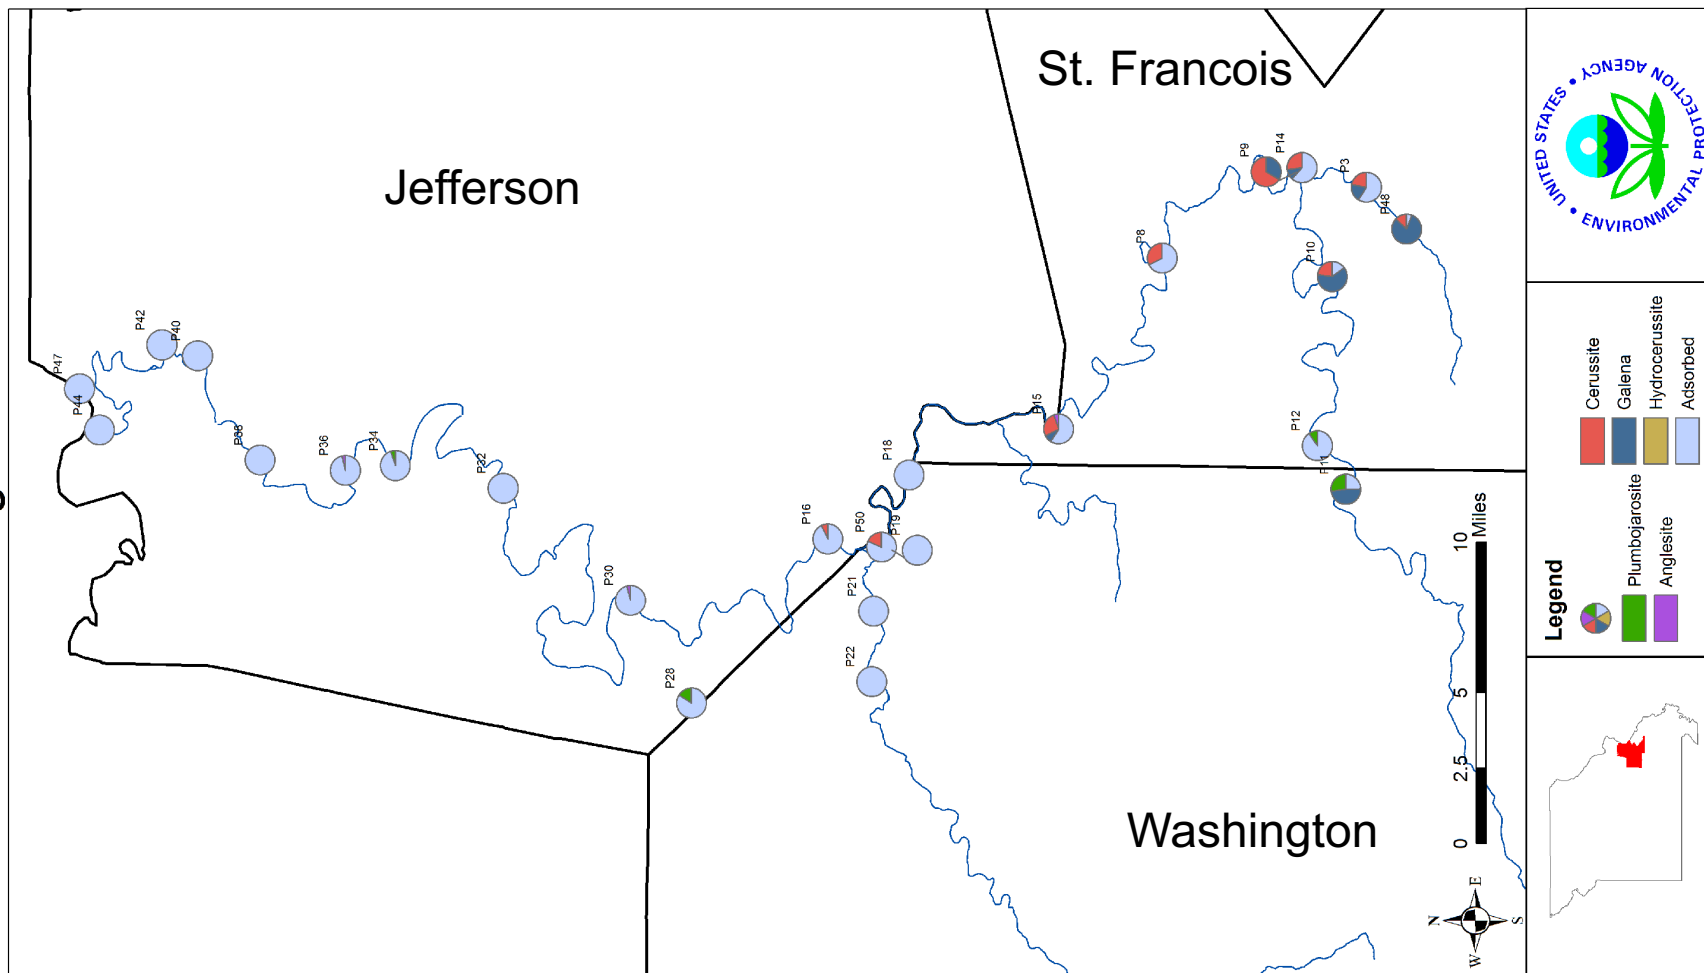 St. Francois
Jefferson
Washington
P9
P14
P3
P48
P8
P10
P42
P40
P47
P44
P38
P36
P34
P32
P15
P12
P11
P18
P16
P50
P19
P30
P21
P22
P28
UNITED STATES • ENVIRONMENTAL PROTECTION AGENCY •
Legend
Plumbojarosite
Anglesite
Cerussite
Galena
Hydrocerussite
Adsorbed
0 2.5 5 10
Miles
N
W E
S